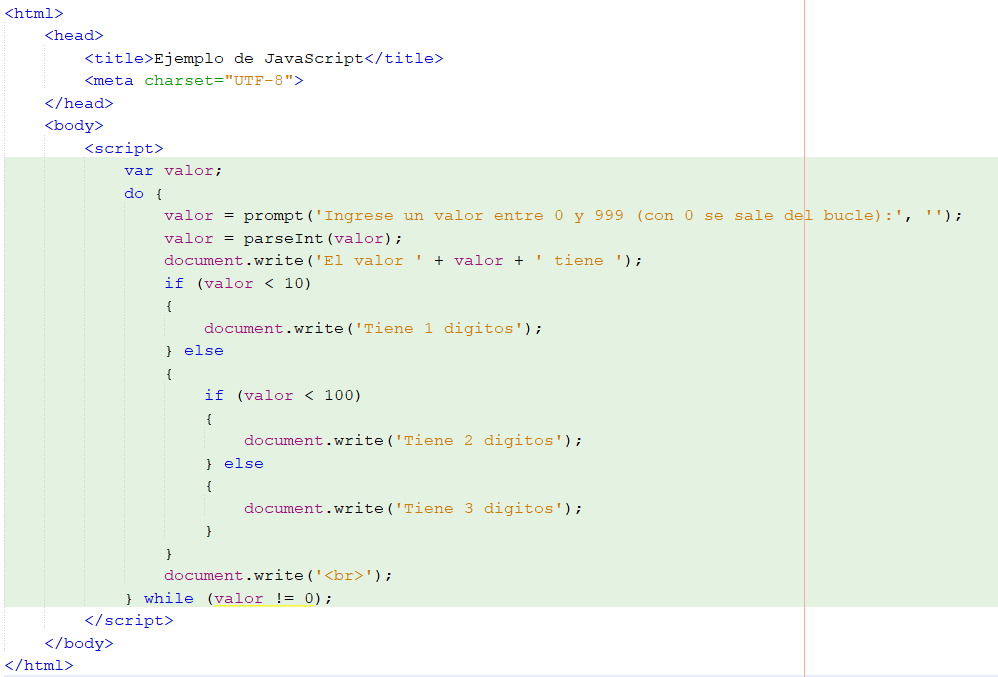 <html>
<head>
<title>Ejemplo de JavaScript</title>
<meta charset="UTF-8">
</head>
<body>
<script>
var valor;
do {
valor = prompt('Ingrese un valor entre 0 y 999 (con 0 se sale del bucle):', '');
valor = parseInt(valor);
document.write('El valor ' + valor + ' tiene ');
if (valor < 10)
{
document.write('Tiene 1 digitos');
} else
{
if (valor < 100)
{
document.write('Tiene 2 digitos');
} else
{
document.write('Tiene 3 digitos');
}
}
document.write('<br>');
} while (valor != 0);
</script>
</body>
</html>